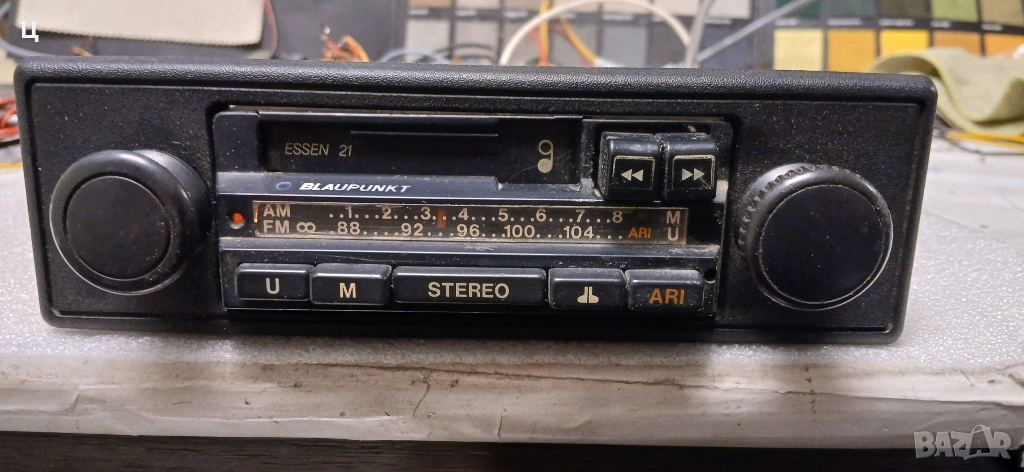 Ц
ESSEN 21
BLAUPUNKT
AM ..1...2...3...4...5...6...7...8 M
FM ∞ 88....92....96...100...104.... ARI U
U M STEREO ARI
BAZAR